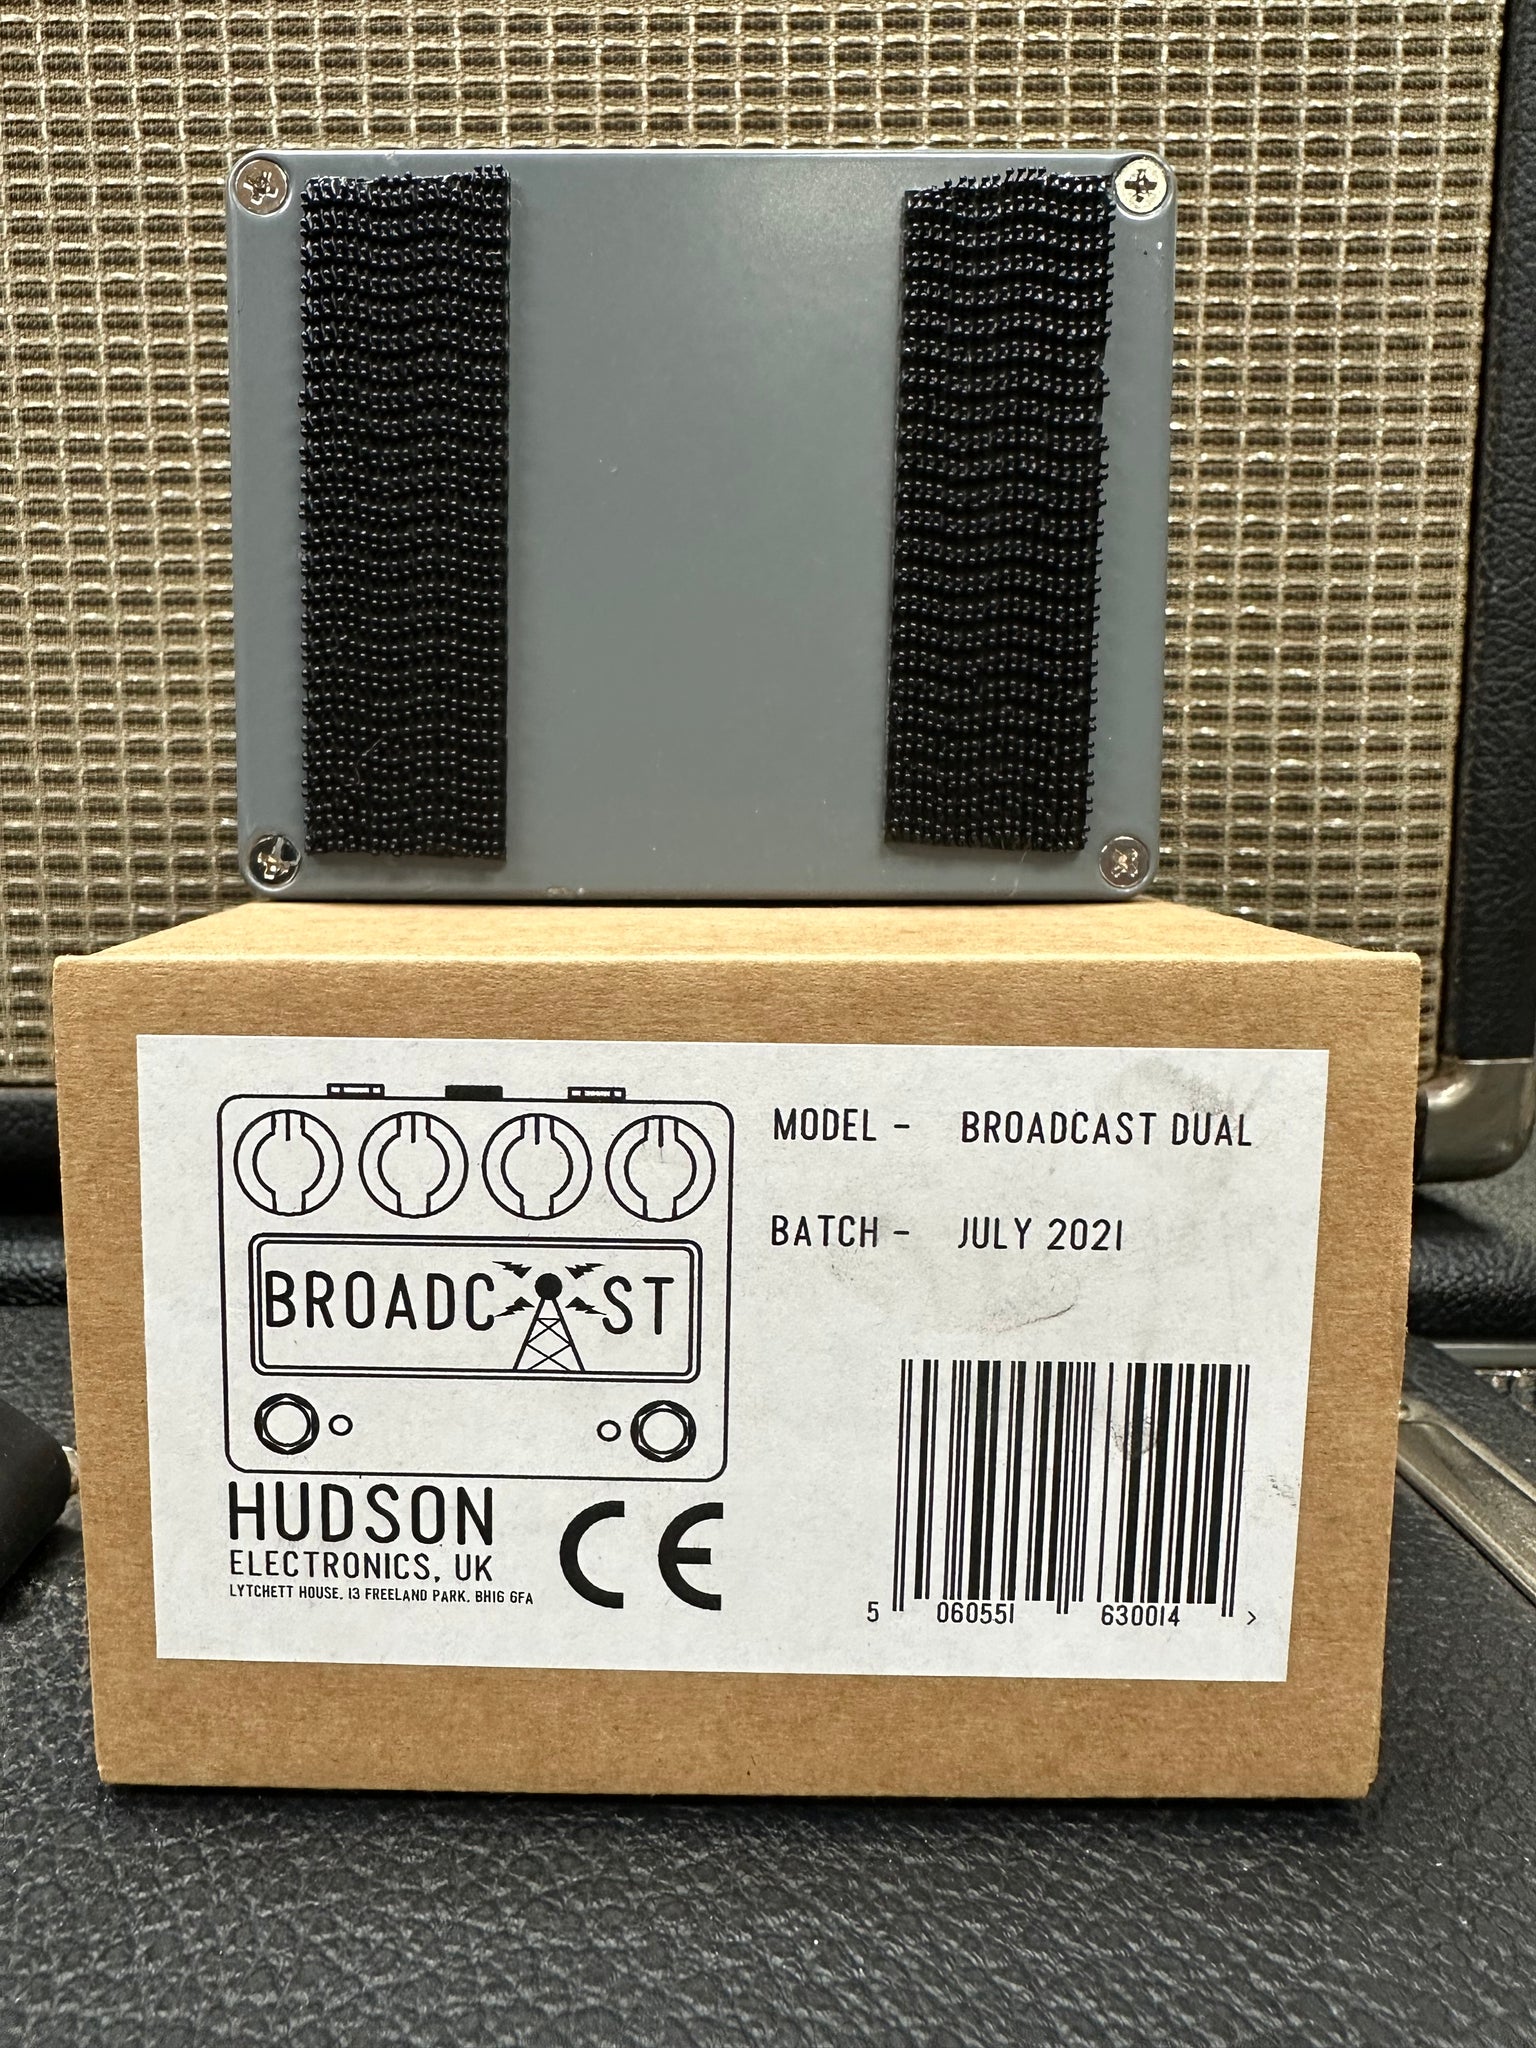 MODEL - BROADCAST DUAL
BATCH - JULY 2021
BROADCAST
HUDSON
ELECTRONICS, UK
LYTCHETT HOUSE, 13 FREELAND PARK, BH16 6FA
CE
5 060551 630014 >